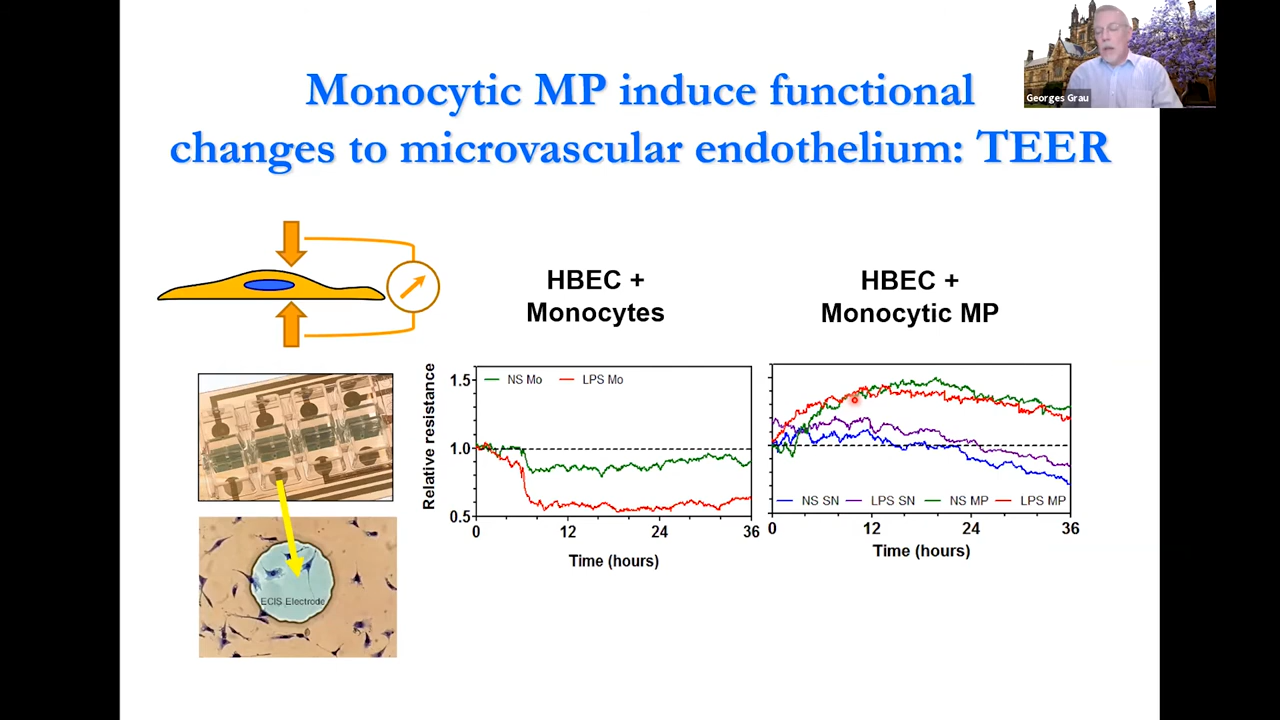 Georges Grau
Monocytic MP induce functional
changes to microvascular endothelium: TEER
HBEC +
Monocytes
HBEC +
Monocytic MP
Relative resistance
1.5
1.0
0.5
NS Mo
LPS Mo
0
12
24
36
Time (hours)
NS SN
LPS SN
NS MP
LPS MP
0
12
24
36
Time (hours)
ECIS Electrode